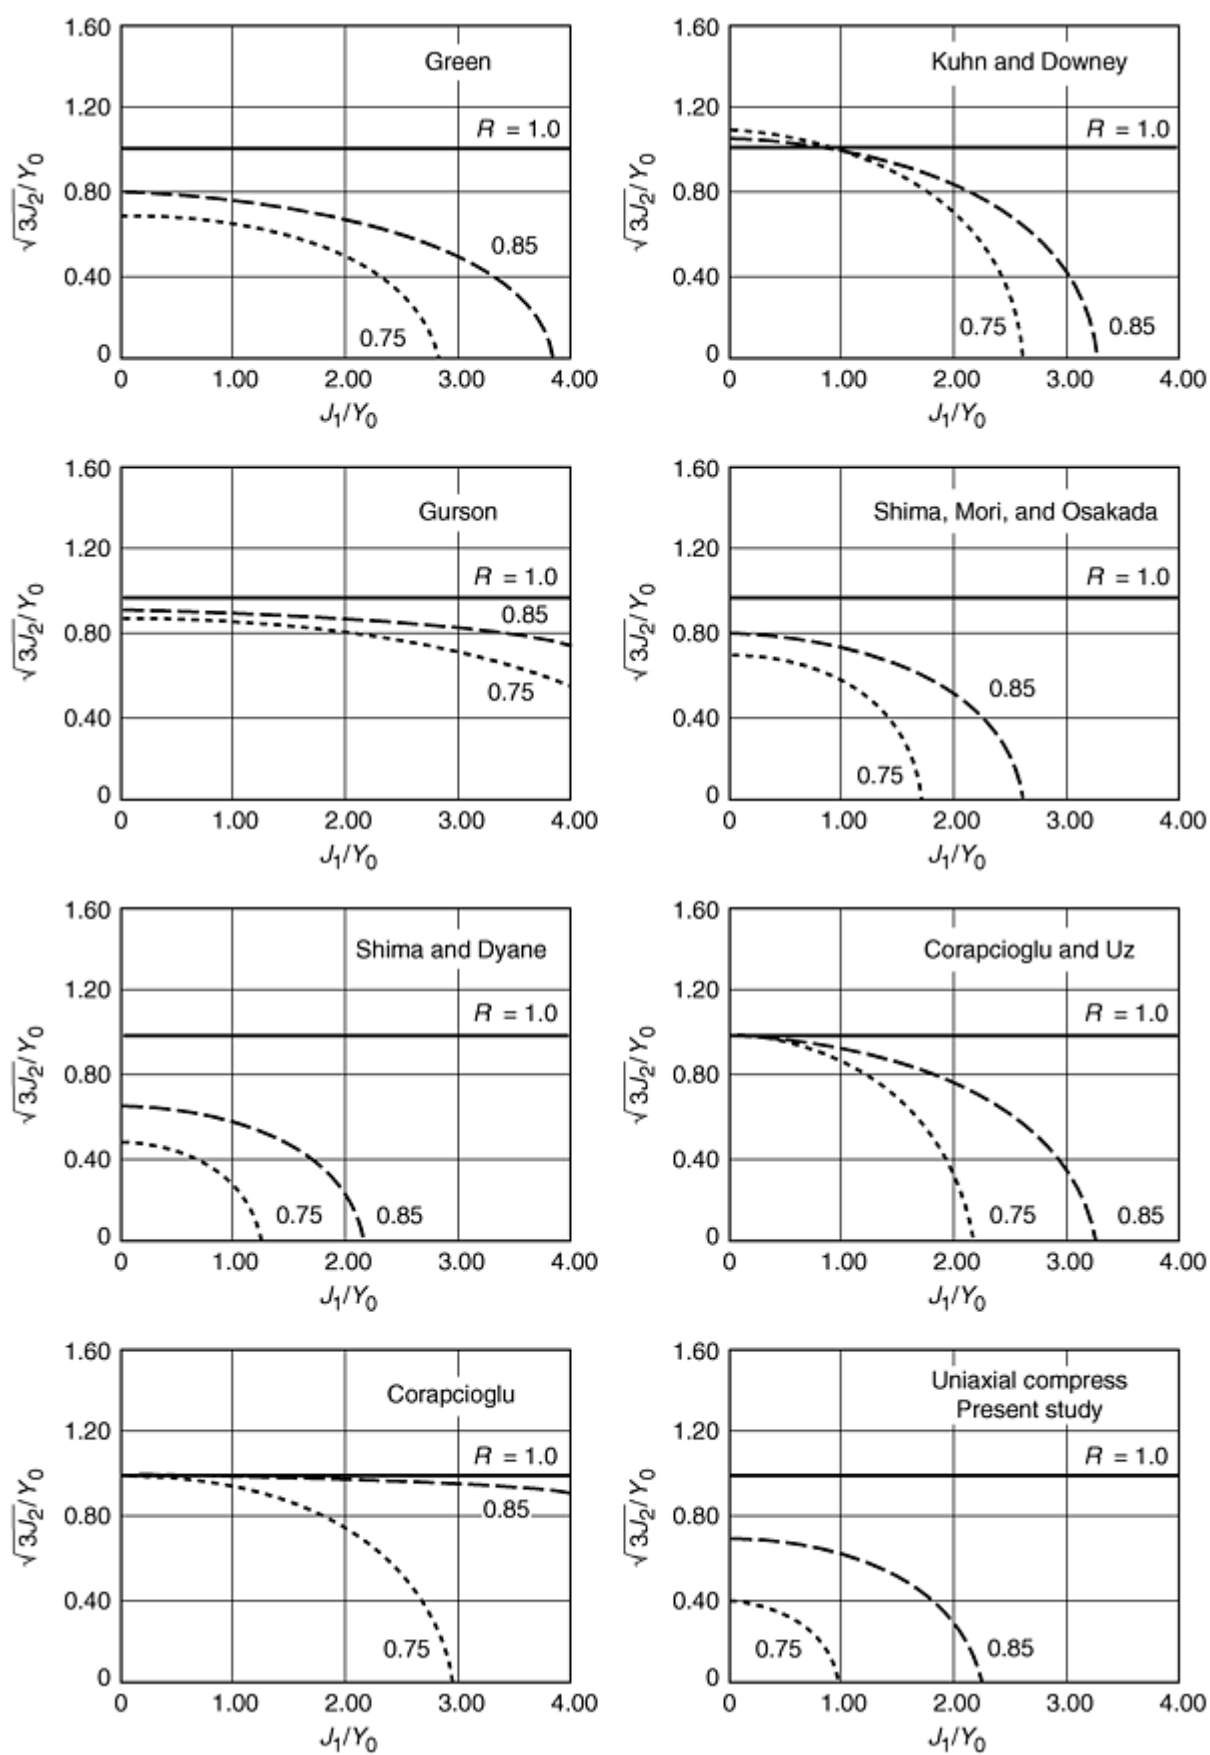 Green
R = 1.0
0.85
0.75
1.60
1.20
0.80
0.40
0
√3J₂/Y₀
0 1.00 2.00 3.00 4.00
J₁/Y₀
Kuhn and Downey
R = 1.0
0.75
0.85
1.60
1.20
0.80
0.40
0
√3J₂/Y₀
0 1.00 2.00 3.00 4.00
J₁/Y₀
Gurson
R = 1.0
0.85
0.75
1.60
1.20
0.80
0.40
0
√3J₂/Y₀
0 1.00 2.00 3.00 4.00
J₁/Y₀
Shima, Mori, and Osakada
R = 1.0
0.85
0.75
1.60
1.20
0.80
0.40
0
√3J₂/Y₀
0 1.00 2.00 3.00 4.00
J₁/Y₀
Shima and Dyane
R = 1.0
0.75
0.85
1.60
1.20
0.80
0.40
0
√3J₂/Y₀
0 1.00 2.00 3.00 4.00
J₁/Y₀
Corapcioglu and Uz
R = 1.0
0.75
0.85
1.60
1.20
0.80
0.40
0
√3J₂/Y₀
0 1.00 2.00 3.00 4.00
J₁/Y₀
Corapcioglu
R = 1.0
0.85
0.75
1.60
1.20
0.80
0.40
0
√3J₂/Y₀
0 1.00 2.00 3.00 4.00
J₁/Y₀
Uniaxial compress
Present study
R = 1.0
0.75
0.85
1.60
1.20
0.80
0.40
0
√3J₂/Y₀
0 1.00 2.00 3.00 4.00
J₁/Y₀